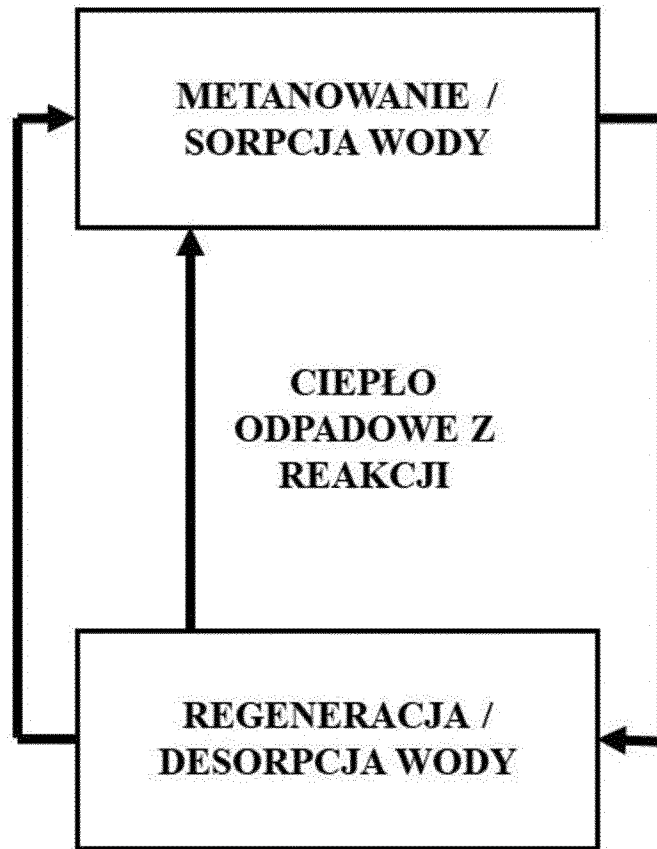 METANOWANIE /
SORPCJA WODY
CIEPŁO
ODPADOWE Z
REAKCJI
REGENERACJA /
DESORPCJA WODY